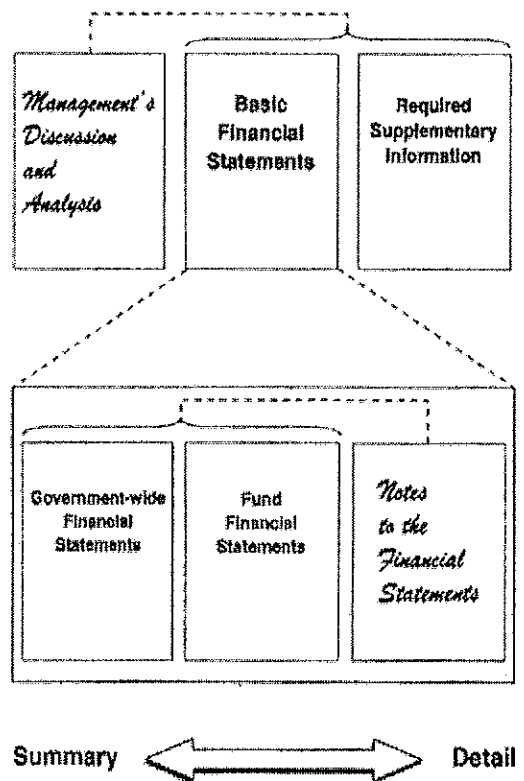 Management's
Discussion
and
Analysis
Basic
Financial
Statements
Required
Supplementary
Information
Government-wide
Financial
Statements
Fund
Financial
Statements
Notes
to the
Financial
Statements
Summary
Detail